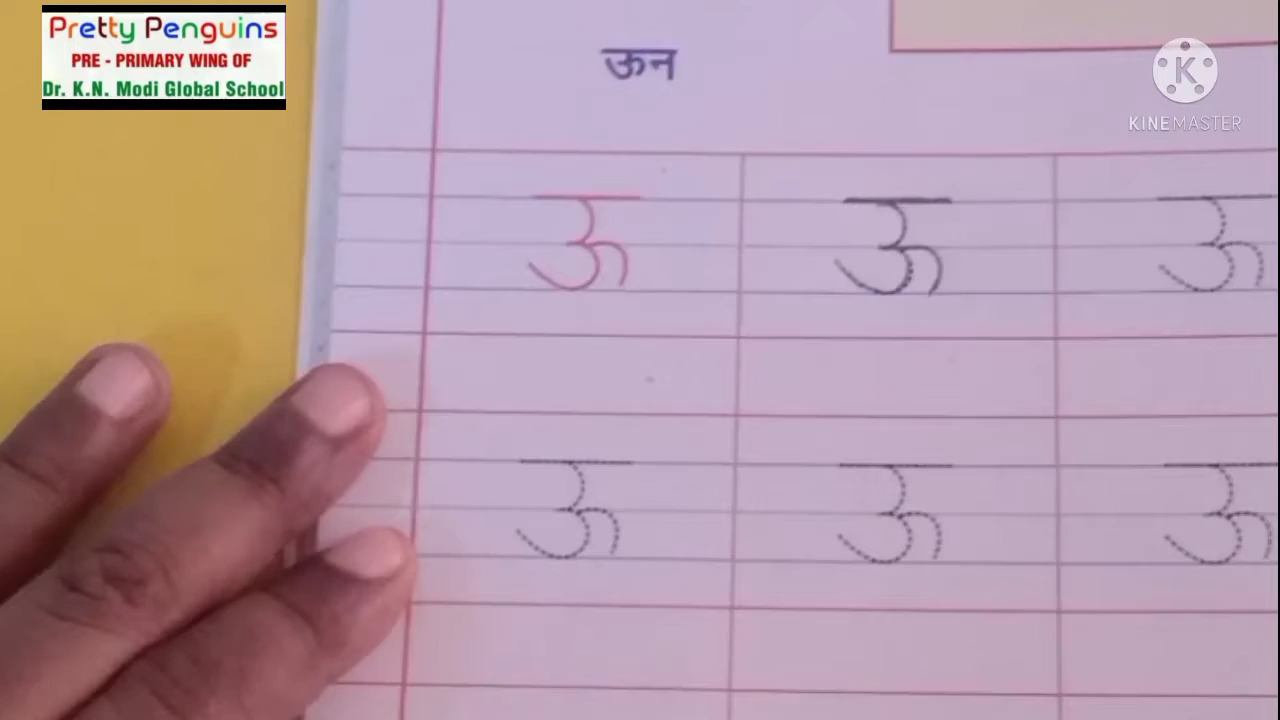 Pretty Penguins
PRE - PRIMARY WING OF
Dr. K.N. Modi Global School
ऊन
K
KINEMASTER
ऊ ऊ ऊ
ऊ ऊ ऊ